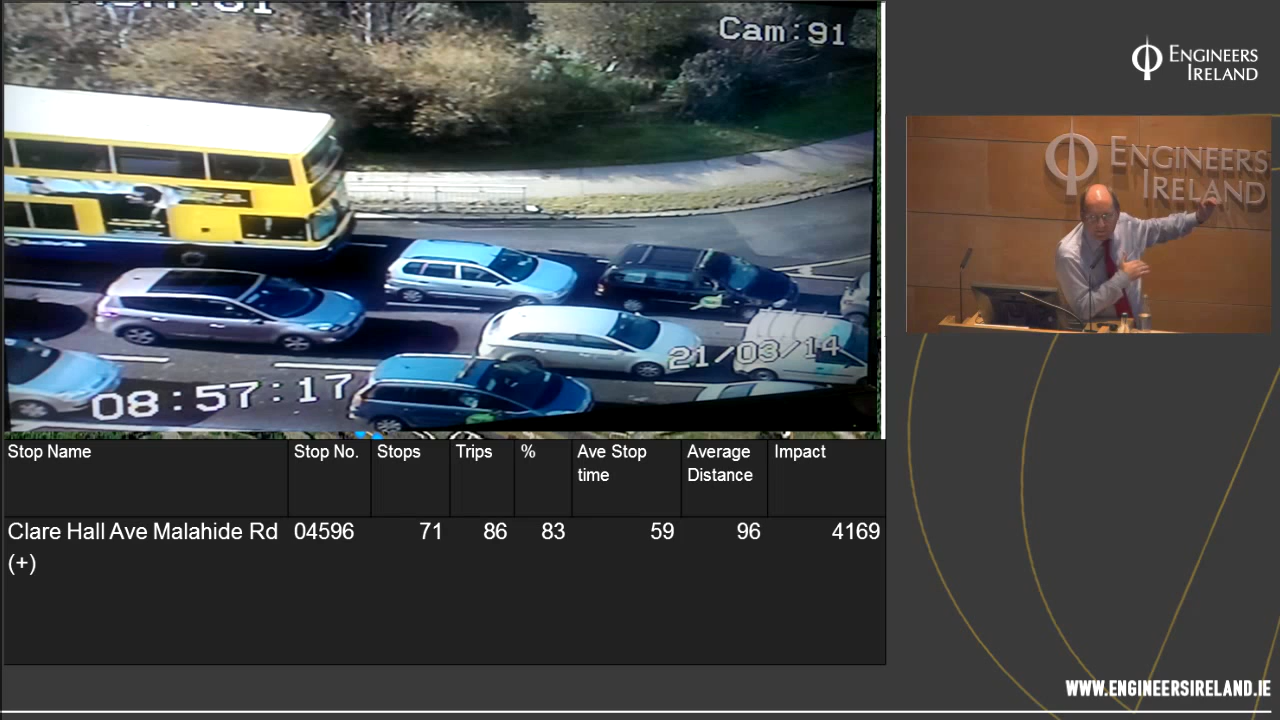 Cam:91
21/03/14
08:57:17
ENGINEERS
IRELAND
ENGINEERS
IRELAND
Stop Name Stop No. Stops Trips % Ave Stop time Average Distance Impact
Clare Hall Ave Malahide Rd (+) 04596 71 86 83 59 96 4169
WWW.ENGINEERSIRELAND.IE